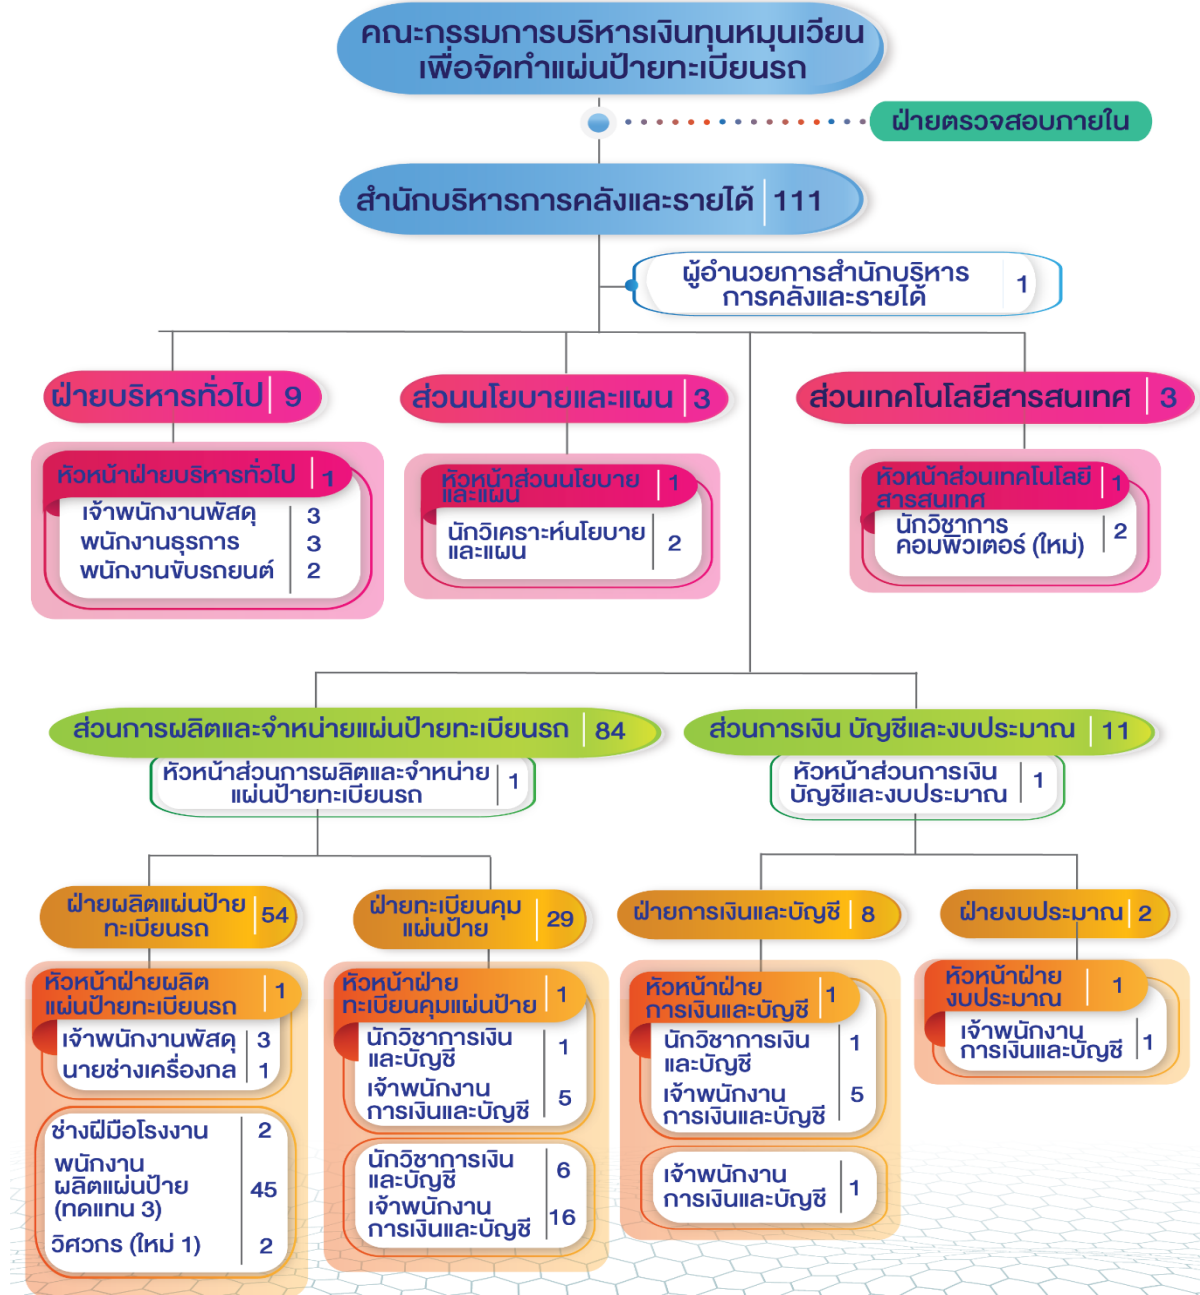 คณะกรรมการบริหารเงินทุนหมุนเวียน
เพื่อจัดทำแผ่นป้ายทะเบียนรถ
ฝ่ายตรวจสอบภายใน
สำนักบริหารการคลังและรายได้ 111
ผู้อำนวยการสำนักบริหาร
การคลังและรายได้ 1
ฝ่ายบริหารทั่วไป 9
หัวหน้าฝ่ายบริหารทั่วไป 1
เจ้าพนักงานพัสดุ 3
พนักงานธุรการ 3
พนักงานขับรถยนต์ 2
ส่วนนโยบายและแผน 3
หัวหน้าส่วนนโยบาย
และแผน 1
นักวิเคราะห์นโยบาย
และแผน 2
ส่วนเทคโนโลยีสารสนเทศ 3
หัวหน้าส่วนเทคโนโลยี
สารสนเทศ 1
นักวิชาการ
คอมพิวเตอร์ (ใหม่) 2
ส่วนการผลิตและจำหน่ายแผ่นป้ายทะเบียนรถ 84
หัวหน้าส่วนการผลิตและจำหน่าย
แผ่นป้ายทะเบียนรถ 1
ส่วนการเงิน บัญชีและงบประมาณ 11
หัวหน้าส่วนการเงิน
บัญชีและงบประมาณ 1
ฝ่ายผลิตแผ่นป้าย
ทะเบียนรถ 54
หัวหน้าฝ่ายผลิต
แผ่นป้ายทะเบียนรถ 1
เจ้าพนักงานพัสดุ 3
นายช่างเครื่องกล 1
ช่างฝีมือโรงงาน 2
พนักงาน
ผลิตแผ่นป้าย 45
(ทดแทน 3)
วิศวกร (ใหม่ 1) 2
ฝ่ายทะเบียนคุม
แผ่นป้าย 29
หัวหน้าฝ่าย
ทะเบียนคุมแผ่นป้าย 1
นักวิชาการเงิน
และบัญชี 1
เจ้าพนักงาน
การเงินและบัญชี 5
นักวิชาการเงิน
และบัญชี 6
เจ้าพนักงาน
การเงินและบัญชี 16
ฝ่ายการเงินและบัญชี 8
หัวหน้าฝ่าย
การเงินและบัญชี 1
นักวิชาการเงิน
และบัญชี 1
เจ้าพนักงาน
การเงินและบัญชี 5
เจ้าพนักงาน
การเงินและบัญชี 1
ฝ่ายงบประมาณ 2
หัวหน้าฝ่าย
งบประมาณ 1
เจ้าพนักงาน
การเงินและบัญชี 1